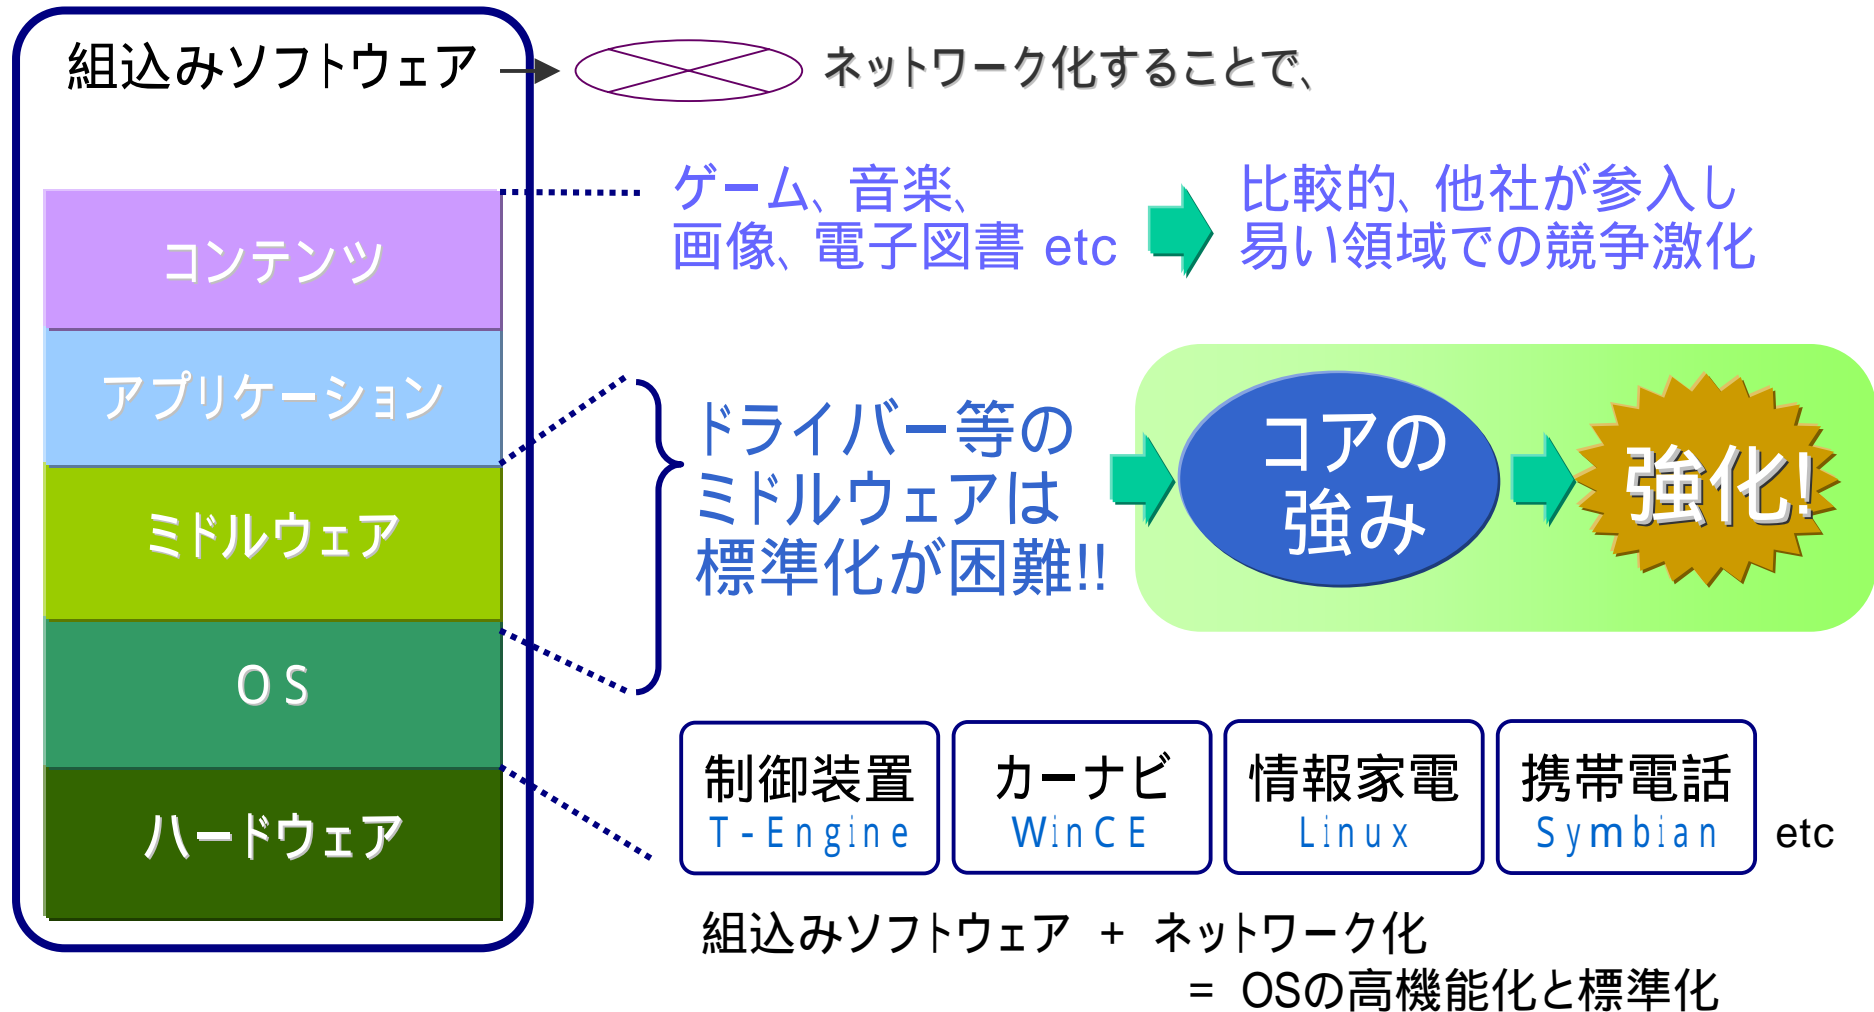 組込みソフトウェア
ネットワーク化することで、
ゲーム、音楽、
画像、電子図書 etc
比較的、他社が参入し
易い領域での競争激化
コンテンツ
アプリケーション
ミドルウェア
OS
ハードウェア
ドライバー等の
ミドルウェアは
標準化が困難!!
コアの
強み
強化!
制御装置
T-Engine
カーナビ
WinCE
情報家電
Linux
携帯電話
Symbian
etc
組込みソフトウェア + ネットワーク化
= OSの高機能化と標準化